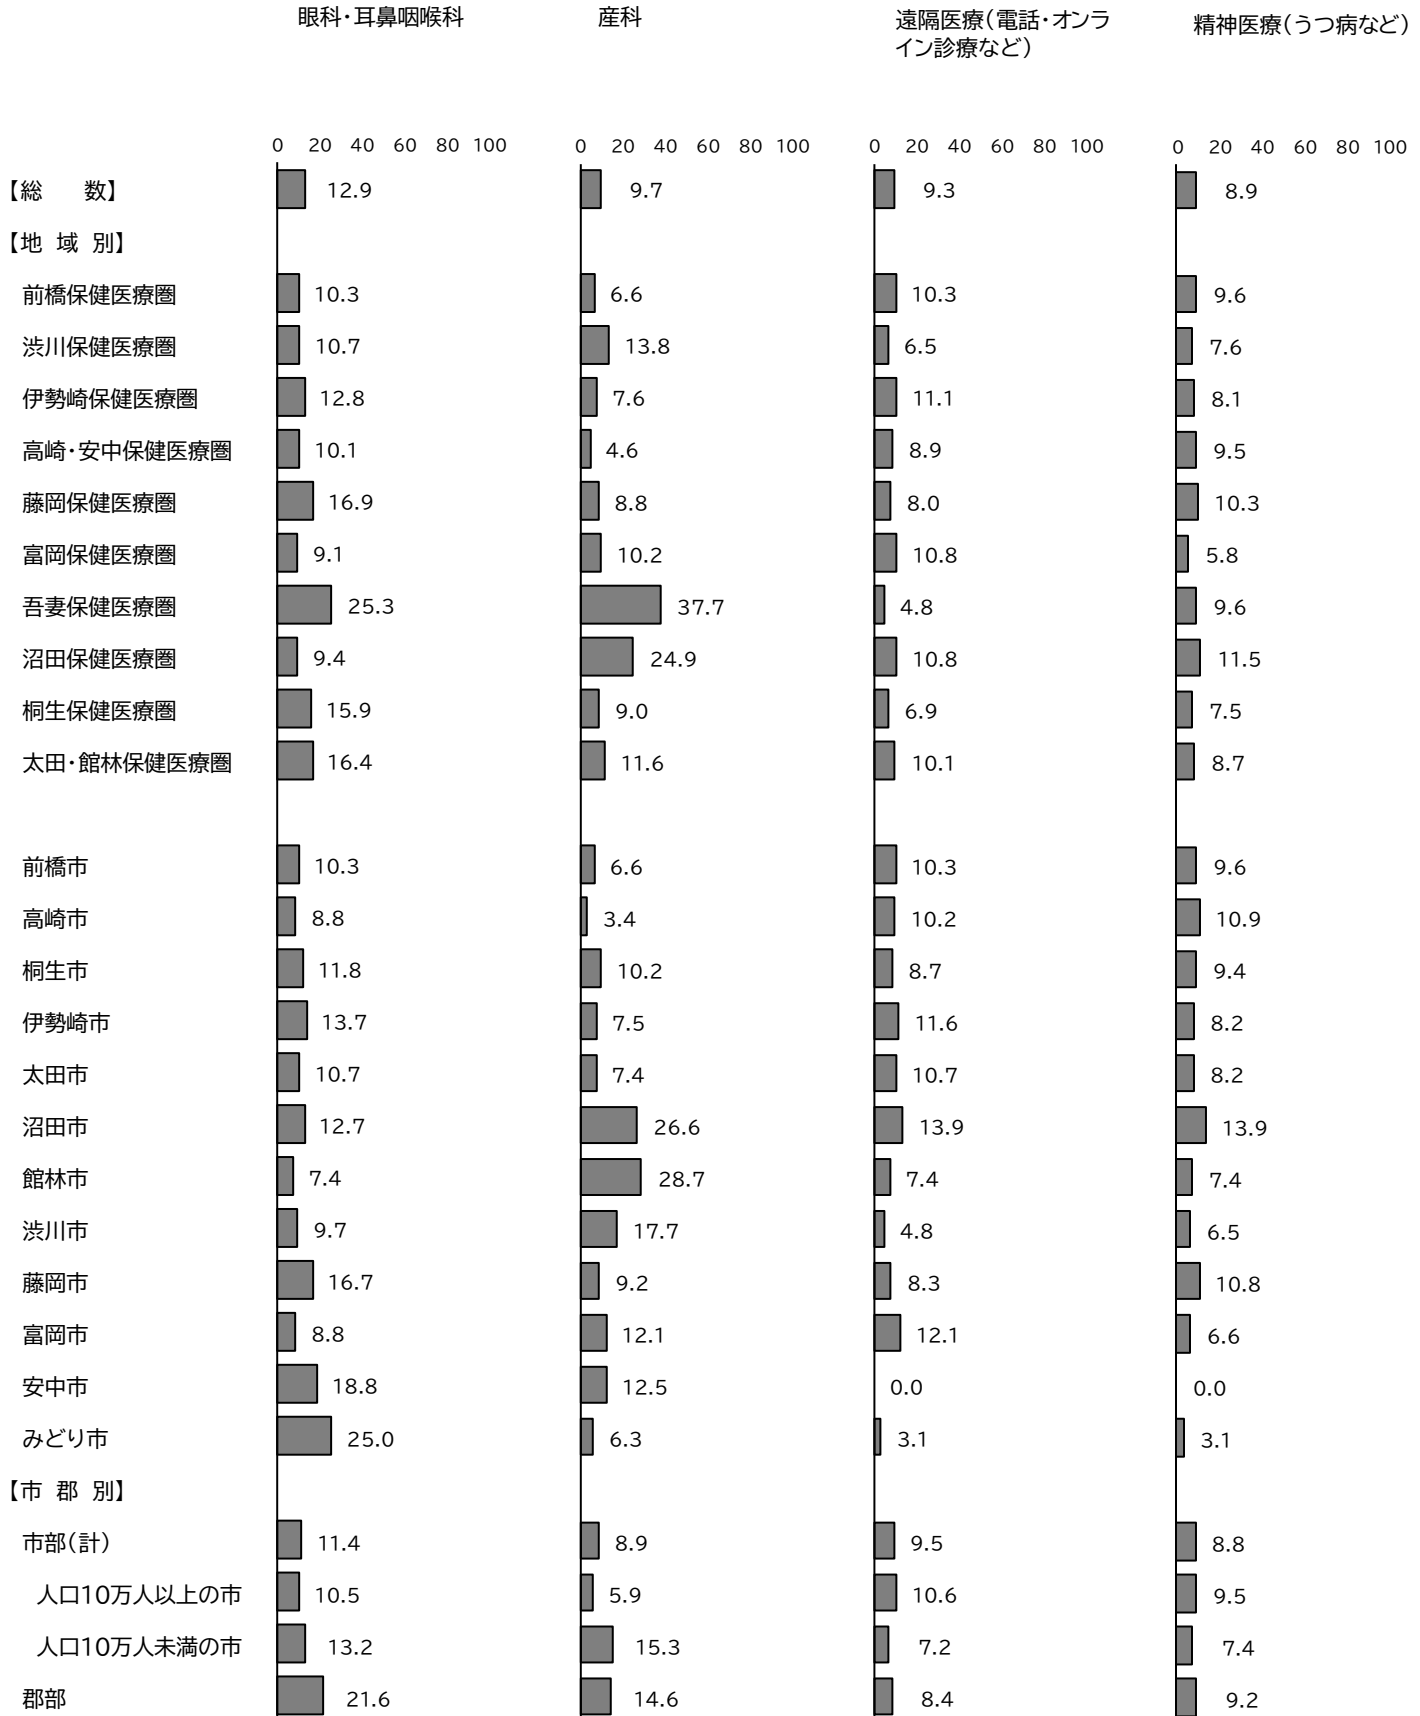 眼科・耳鼻咽喉科 産科 遠隔医療(電話・オンラ 精神医療(うつ病など)
イン診療など)
0 20 40 60 80 100 0 20 40 60 80 100 0 20 40 60 80 100 0 20 40 60 80 100
【総 数】 12.9 9.7 9.3 8.9
【地 域 別】
前橋保健医療圏 10.3 6.6 10.3 9.6
渋川保健医療圏 10.7 13.8 6.5 7.6
伊勢崎保健医療圏 12.8 7.6 11.1 8.1
高崎・安中保健医療圏 10.1 4.6 8.9 9.5
藤岡保健医療圏 16.9 8.8 8.0 10.3
富岡保健医療圏 9.1 10.2 10.8 5.8
吾妻保健医療圏 25.3 37.7 4.8 9.6
沼田保健医療圏 9.4 24.9 10.8 11.5
桐生保健医療圏 15.9 9.0 6.9 7.5
太田・館林保健医療圏 16.4 11.6 10.1 8.7
前橋市 10.3 6.6 10.3 9.6
高崎市 8.8 3.4 10.2 10.9
桐生市 11.8 10.2 8.7 9.4
伊勢崎市 13.7 7.5 11.6 8.2
太田市 10.7 7.4 10.7 8.2
沼田市 12.7 26.6 13.9 13.9
館林市 7.4 28.7 7.4 7.4
渋川市 9.7 17.7 4.8 6.5
藤岡市 16.7 9.2 8.3 10.8
富岡市 8.8 12.1 12.1 6.6
安中市 18.8 12.5 0.0 0.0
みどり市 25.0 6.3 3.1 3.1
【市 郡 別】
市部(計) 11.4 8.9 9.5 8.8
人口10万人以上の市 10.5 5.9 10.6 9.5
人口10万人未満の市 13.2 15.3 7.2 7.4
郡部 21.6 14.6 8.4 9.2